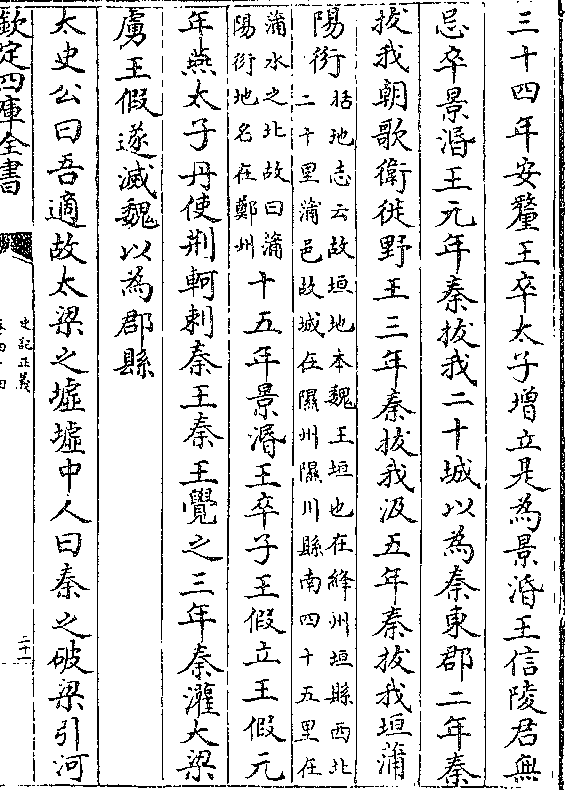 三十四年安釐王卒太子增立是為景湣王信陵君無
忌卒景湣王元年秦拔我二十城以為秦東郡二年秦
拔我朝歌衛徙野王三年秦拔我汲五年秦拔我垣蒲
陽衍括地志云故垣地本魏王垣也在絳州垣縣西北
二十里蒲邑故城在隰州隰川縣南四十五里在
蒲水之北故曰蒲
陽衍地名在鄭州
十五年景湣王卒子王假立王假元
年燕太子丹使荆軻刺秦王秦王覺之三年秦灌大梁
虜王假遂滅魏以為郡縣
太史公曰吾適故大梁之墟墟中人曰秦之破梁引河
欽定四庫全書
史記正義
二十一